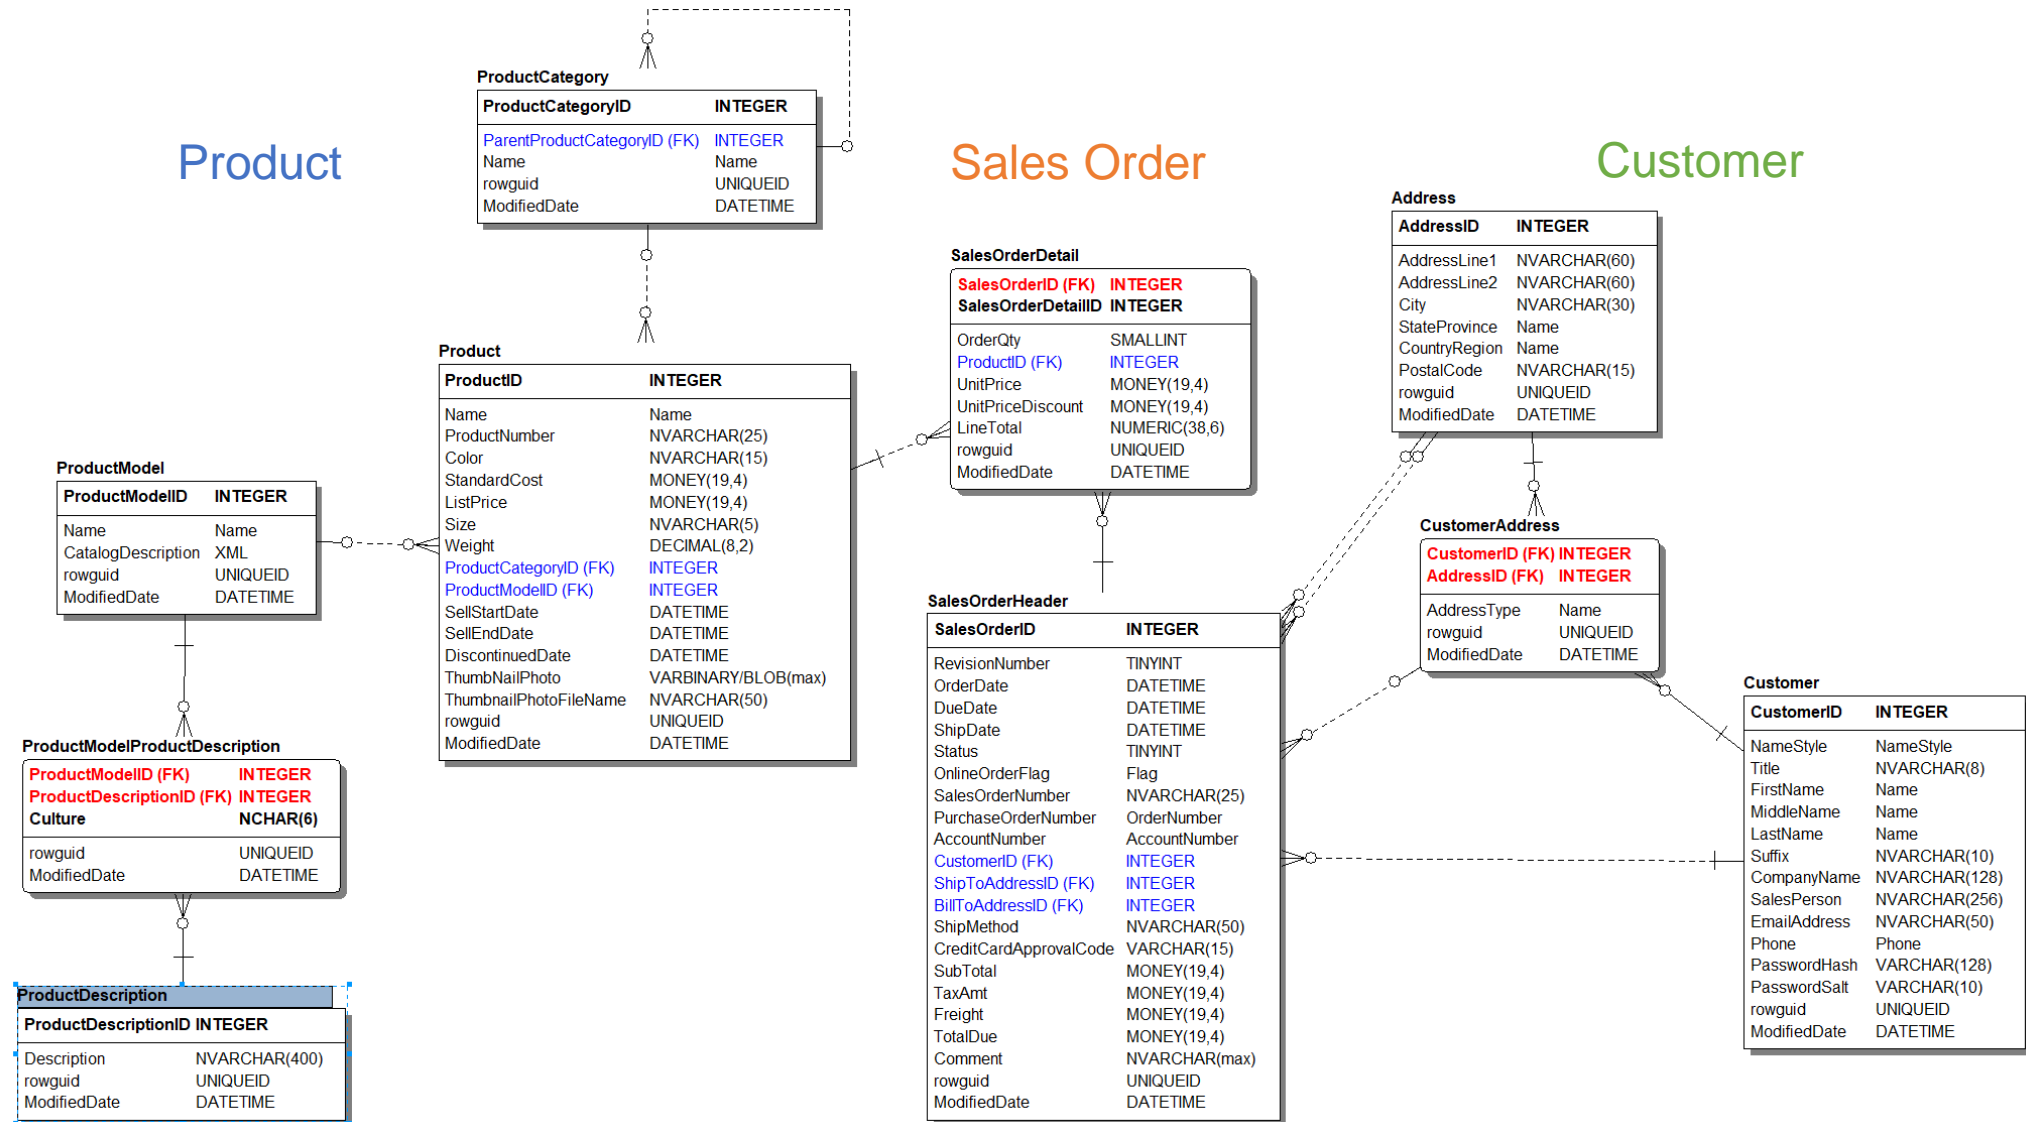 Product
Sales Order
Customer
ProductCategory
ProductCategoryID INTEGER
ParentProductCategoryID (FK) INTEGER
Name Name
rowguid UNIQUEID
ModifiedDate DATETIME
Product
ProductID INTEGER
Name Name
ProductNumber NVARCHAR(25)
Color NVARCHAR(15)
StandardCost MONEY(19,4)
ListPrice MONEY(19,4)
Size NVARCHAR(5)
Weight DECIMAL(8,2)
ProductCategoryID (FK) INTEGER
ProductModelID (FK) INTEGER
SellStartDate DATETIME
SellEndDate DATETIME
DiscontinuedDate DATETIME
ThumbNailPhoto VARBINARY/BLOB(max)
ThumbnailPhotoFileName NVARCHAR(50)
rowguid UNIQUEID
ModifiedDate DATETIME
ProductModel
ProductModelID INTEGER
Name Name
CatalogDescription XML
rowguid UNIQUEID
ModifiedDate DATETIME
ProductModelProductDescription
ProductModelID (FK) INTEGER
ProductDescriptionID (FK) INTEGER
Culture NCHAR(6)
rowguid UNIQUEID
ModifiedDate DATETIME
ProductDescription
ProductDescriptionID INTEGER
Description NVARCHAR(400)
rowguid UNIQUEID
ModifiedDate DATETIME
SalesOrderDetail
SalesOrderID (FK) INTEGER
SalesOrderDetailID INTEGER
OrderQty SMALLINT
ProductID (FK) INTEGER
UnitPrice MONEY(19,4)
UnitPriceDiscount MONEY(19,4)
LineTotal NUMERIC(38,6)
rowguid UNIQUEID
ModifiedDate DATETIME
SalesOrderHeader
SalesOrderID INTEGER
RevisionNumber TINYINT
OrderDate DATETIME
DueDate DATETIME
ShipDate DATETIME
Status TINYINT
OnlineOrderFlag Flag
SalesOrderNumber NVARCHAR(25)
PurchaseOrderNumber OrderNumber
AccountNumber AccountNumber
CustomerID (FK) INTEGER
ShipToAddressID (FK) INTEGER
BillToAddressID (FK) INTEGER
ShipMethod NVARCHAR(50)
CreditCardApprovalCode VARCHAR(15)
SubTotal MONEY(19,4)
TaxAmt MONEY(19,4)
Freight MONEY(19,4)
TotalDue MONEY(19,4)
Comment NVARCHAR(max)
rowguid UNIQUEID
ModifiedDate DATETIME
Address
AddressID INTEGER
AddressLine1 NVARCHAR(60)
AddressLine2 NVARCHAR(60)
City NVARCHAR(30)
StateProvince Name
CountryRegion Name
PostalCode NVARCHAR(15)
rowguid UNIQUEID
ModifiedDate DATETIME
CustomerAddress
CustomerID (FK) INTEGER
AddressID (FK) INTEGER
AddressType Name
rowguid UNIQUEID
ModifiedDate DATETIME
Customer
CustomerID INTEGER
NameStyle NameStyle
Title NVARCHAR(8)
FirstName Name
MiddleName Name
LastName Name
Suffix NVARCHAR(10)
CompanyName NVARCHAR(128)
SalesPerson NVARCHAR(256)
EmailAddress NVARCHAR(50)
Phone Phone
PasswordHash VARCHAR(128)
PasswordSalt VARCHAR(10)
rowguid UNIQUEID
ModifiedDate DATETIME